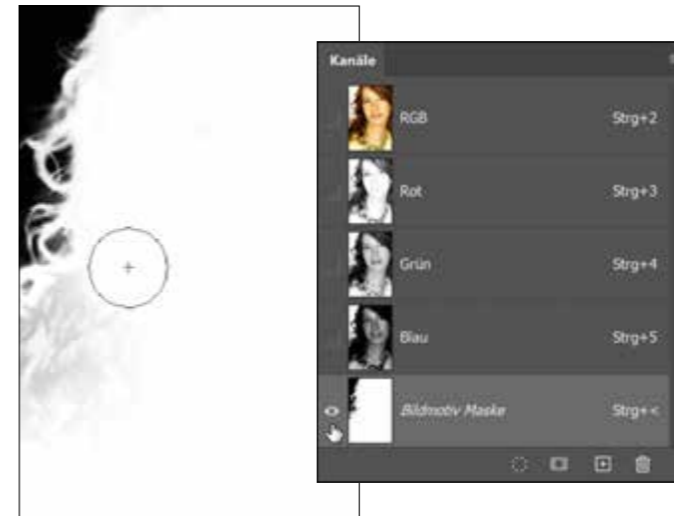 Kanäle
RGB Strg+2
Rot Strg+3
Grün Strg+4
Blau Strg+5
Bildmotiv Maske Strg+<